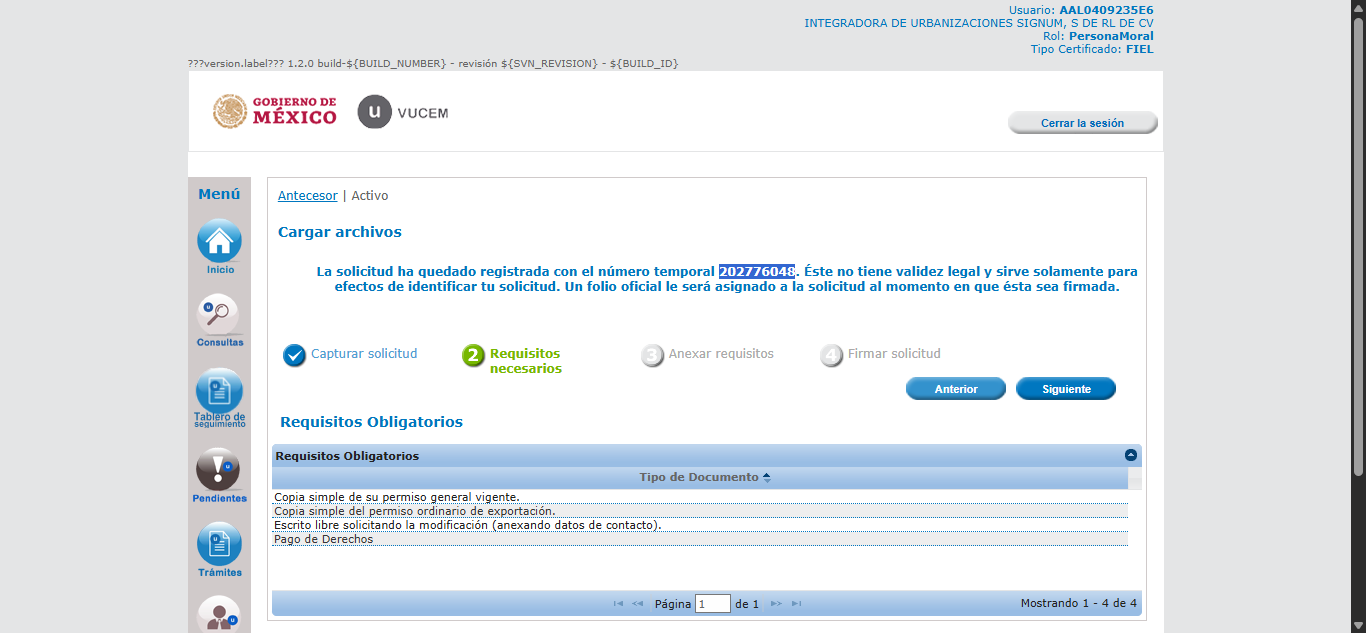 Usuario: AAL0409235E6
INTEGRADORA DE URBANIZACIONES SIGNUM, S DE RL DE CV
Rol: PersonaMoral
Tipo Certificado: FIEL
???version.label??? 1.2.0 build-${BUILD_NUMBER} - revisión ${SVN_REVISION} - ${BUILD_ID}
GOBIERNO DE
MÉXICO
u VUCEM
Cerrar la sesión
Menú
Inicio
Consultas
Tablero de
seguimiento
Pendientes
Trámites
Antecesor | Activo
Cargar archivos
La solicitud ha quedado registrada con el número temporal 202776048. Éste no tiene validez legal y sirve solamente para
efectos de identificar tu solicitud. Un folio oficial le será asignado a la solicitud al momento en que ésta sea firmada.
Capturar solicitud
2 Requisitos
necesarios
3 Anexar requisitos
4 Firmar solicitud
Anterior
Siguiente
Requisitos Obligatorios
Requisitos Obligatorios
Tipo de Documento
Copia simple de su permiso general vigente.
Copia simple del permiso ordinario de exportación.
Escrito libre solicitando la modificación (anexando datos de contacto).
Pago de Derechos
Página 1 de 1
Mostrando 1 - 4 de 4